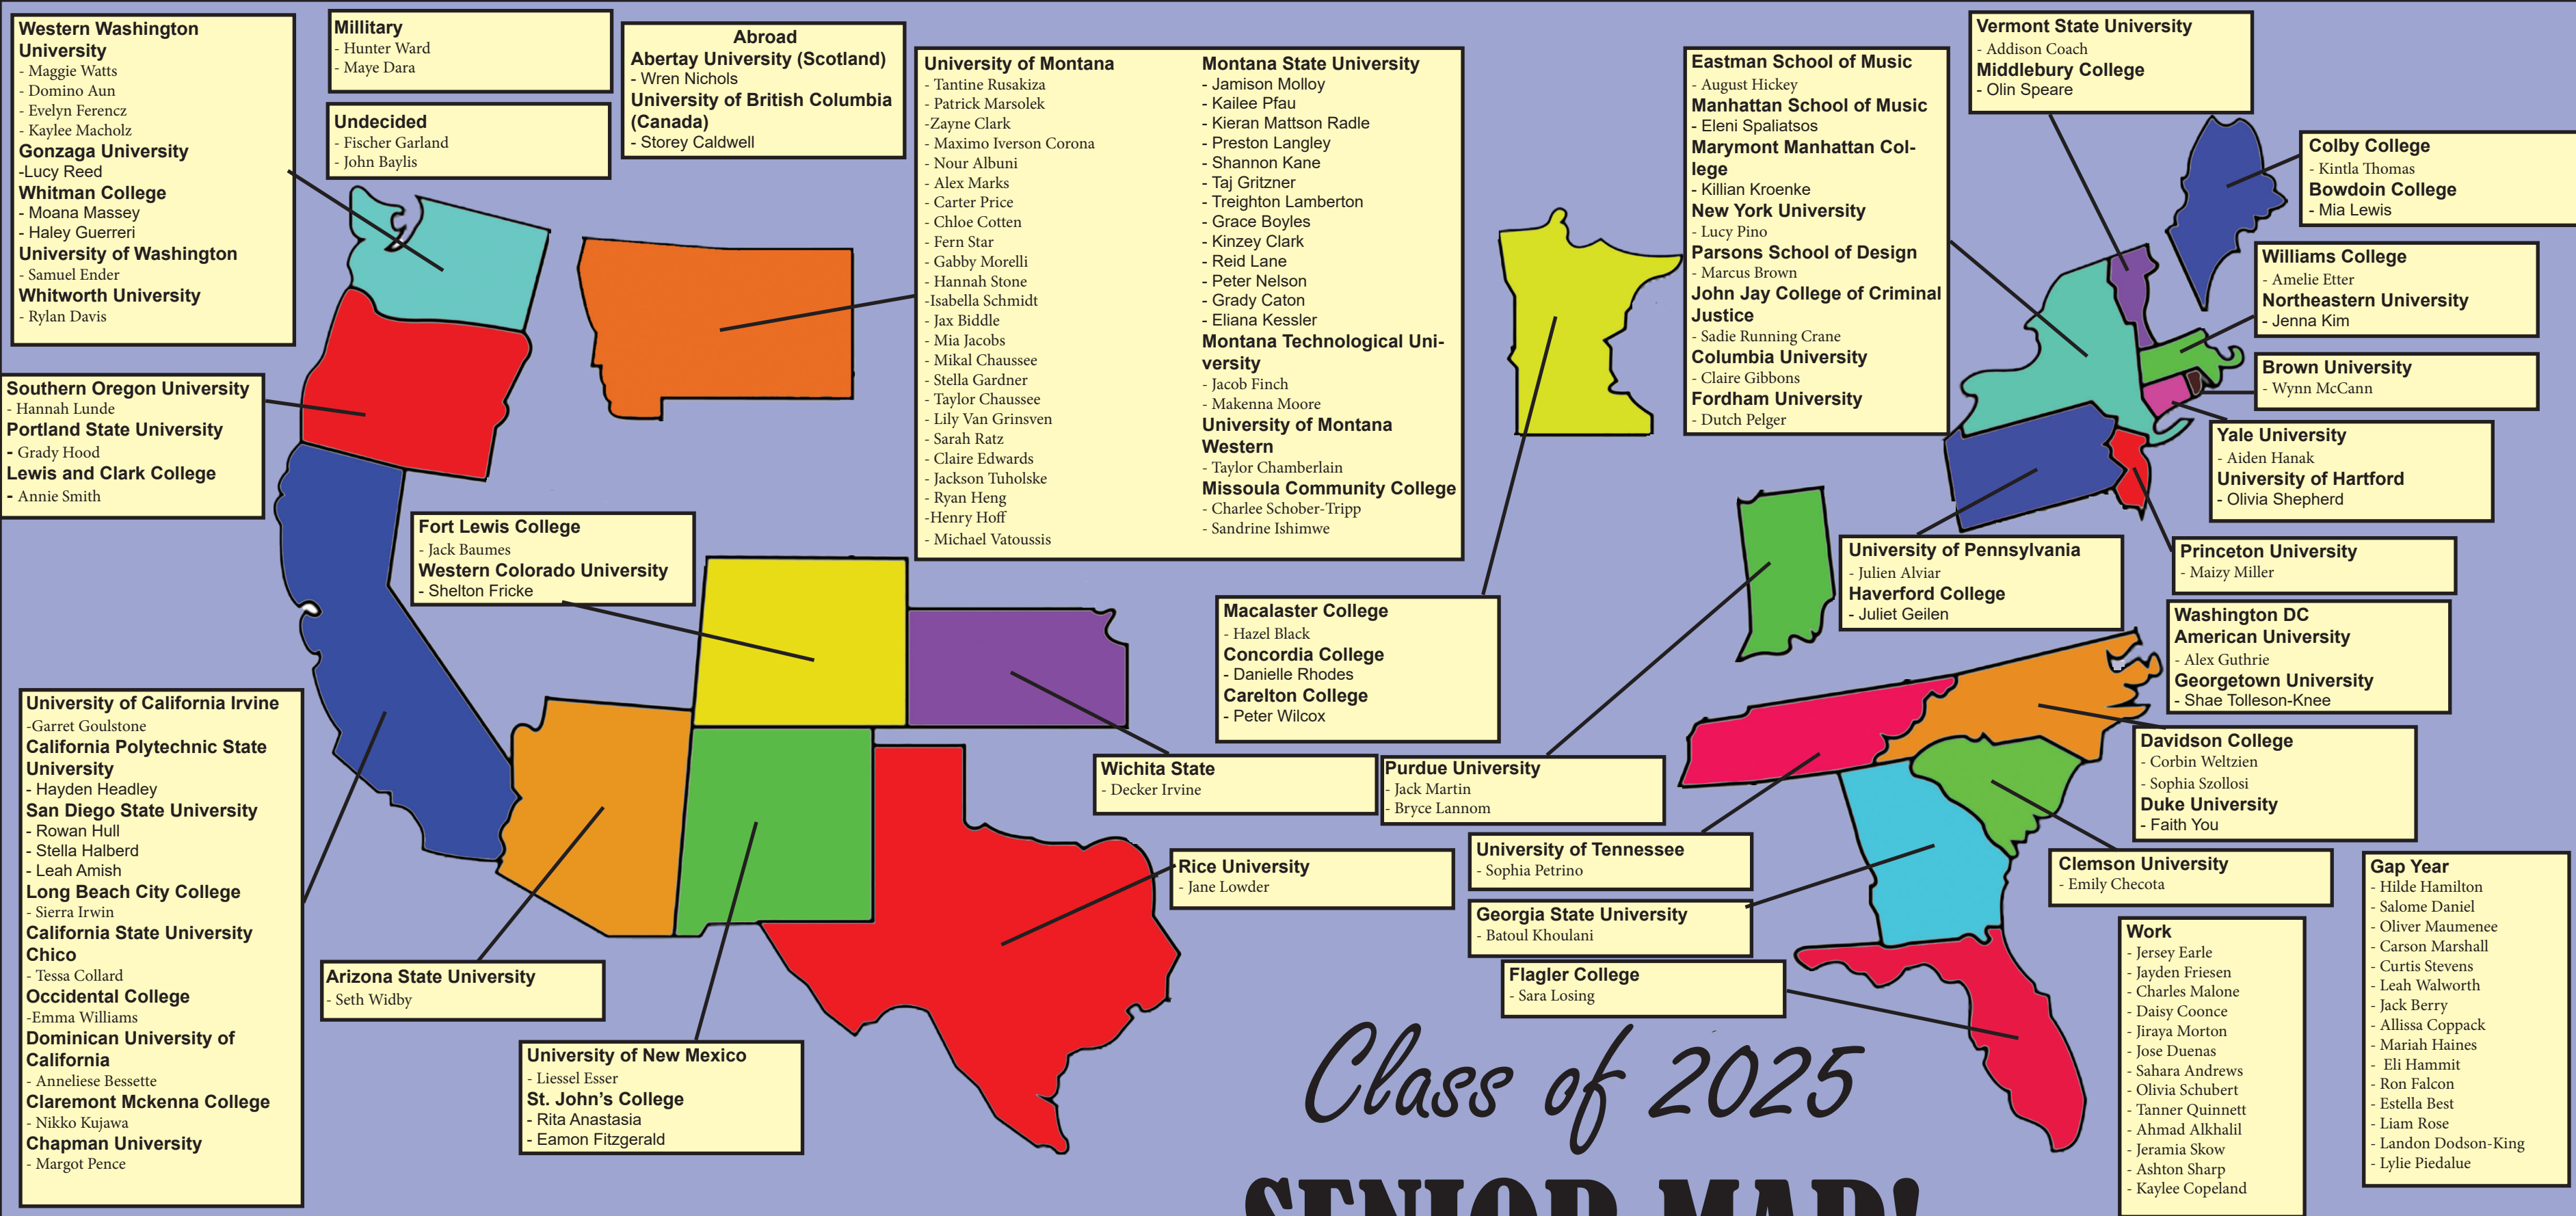 Western Washington
University
- Maggie Watts
- Domino Aun
- Evelyn Ferencz
- Kaylee Macholz
Gonzaga University
-Lucy Reed
Whitman College
- Moana Massey
- Haley Guerreri
University of Washington
- Samuel Ender
Whitworth University
- Rylan Davis
Millitary
- Hunter Ward
- Maye Dara
Undecided
- Fischer Garland
- John Baylis
Abroad
Abertay University (Scotland)
- Wren Nichols
University of British Columbia
(Canada)
- Storey Caldwell
University of Montana
- Tantine Rusakiza
- Patrick Marsolek
-Zayne Clark
- Maximo Iverson Corona
- Nour Albuni
- Alex Marks
- Carter Price
- Chloe Cotten
- Fern Star
- Gabby Morelli
- Hannah Stone
-Isabella Schmidt
- Jax Biddle
- Mia Jacobs
- Mikal Chaussee
- Stella Gardner
- Taylor Chaussee
- Lily Van Grinsven
- Sarah Ratz
- Claire Edwards
- Jackson Tuholske
- Ryan Heng
-Henry Hoff
- Michael Vatoussis
Montana State University
- Jamison Molloy
- Kailee Pfau
- Kieran Mattson Radle
- Preston Langley
- Shannon Kane
- Taj Gritzner
- Treighton Lamberton
- Grace Boyles
- Kinzey Clark
- Reid Lane
- Peter Nelson
- Grady Caton
- Eliana Kessler
Montana Technological Uni-
versity
- Jacob Finch
- Makenna Moore
University of Montana
Western
- Taylor Chamberlain
Missoula Community College
- Charlee Schober-Tripp
- Sandrine Ishimwe
Eastman School of Music
- August Hickey
Manhattan School of Music
- Eleni Spaliatsos
Marymont Manhattan Col-
lege
- Killian Kroenke
New York University
- Lucy Pino
Parsons School of Design
- Marcus Brown
John Jay College of Criminal
Justice
- Sadie Running Crane
Columbia University
- Claire Gibbons
Fordham University
- Dutch Pelger
Vermont State University
- Addison Coach
Middlebury College
- Olin Speare
Colby College
- Kintla Thomas
Bowdoin College
- Mia Lewis
Williams College
- Amelie Etter
Northeastern University
- Jenna Kim
Brown University
- Wynn McCann
Yale University
- Aiden Hanak
University of Hartford
- Olivia Shepherd
Southern Oregon University
- Hannah Lunde
Portland State University
- Grady Hood
Lewis and Clark College
- Annie Smith
Fort Lewis College
- Jack Baumes
Western Colorado University
- Shelton Fricke
University of Pennsylvania
- Julien Alviar
Haverford College
- Juliet Geilen
Princeton University
- Maizy Miller
Washington DC
American University
- Alex Guthrie
Georgetown University
- Shae Tolleson-Knee
Macalaster College
- Hazel Black
Concordia College
- Danielle Rhodes
Carelton College
- Peter Wilcox
Davidson College
- Corbin Weltzien
- Sophia Szollosi
Duke University
- Faith You
University of California Irvine
-Garret Goulstone
California Polytechnic State
University
- Hayden Headley
San Diego State University
- Rowan Hull
- Stella Halberd
- Leah Amish
Long Beach City College
- Sierra Irwin
California State University
Chico
- Tessa Collard
Occidental College
-Emma Williams
Dominican University of
California
- Anneliese Bessette
Claremont Mckenna College
- Nikko Kujawa
Chapman University
- Margot Pence
Wichita State
- Decker Irvine
Purdue University
- Jack Martin
- Bryce Lannom
Rice University
- Jane Lowder
University of Tennessee
- Sophia Petrino
Georgia State University
- Batoul Khoulani
Flagler College
- Sara Losing
Clemson University
- Emily Checota
Arizona State University
- Seth Widby
University of New Mexico
- Liessel Esser
St. John's College
- Rita Anastasia
- Eamon Fitzgerald
Work
- Jersey Earle
- Jayden Friesen
- Charles Malone
- Daisy Coonce
- Jiraya Morton
- Jose Duenas
- Sahara Andrews
- Olivia Schubert
- Tanner Quinnett
- Ahmad Alkhalil
- Jeramia Skow
- Ashton Sharp
- Kaylee Copeland
Gap Year
- Hilde Hamilton
- Salome Daniel
- Oliver Maumenee
- Carson Marshall
- Curtis Stevens
- Leah Walworth
- Jack Berry
- Allissa Coppack
- Mariah Haines
- Eli Hammit
- Ron Falcon
- Estella Best
- Liam Rose
- Landon Dodson-King
- Lylie Piedalue
Class of 2025
SENIOR MAP!